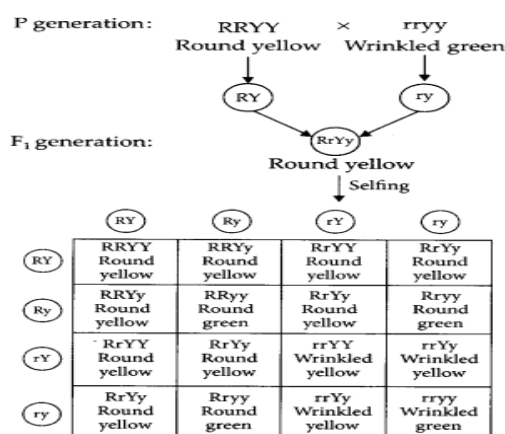 P generation: RRYY × rryy
Round yellow Wrinkled green
RY ry
F₁ generation: RrYy
Round yellow
Selfing
RY Ry rY ry
RY RRYY RRYy RrYY RrYy
Round Round Round Round
yellow yellow yellow yellow
Ry RRYy RRyy RrYy Rryy
Round Round Round Round
yellow green yellow green
rY RrYY RrYy rrYY rrYy
Round Round Wrinkled Wrinkled
yellow yellow yellow yellow
ry RrYy Rryy rrYy rryy
Round Round Wrinkled Wrinkled
yellow green yellow green